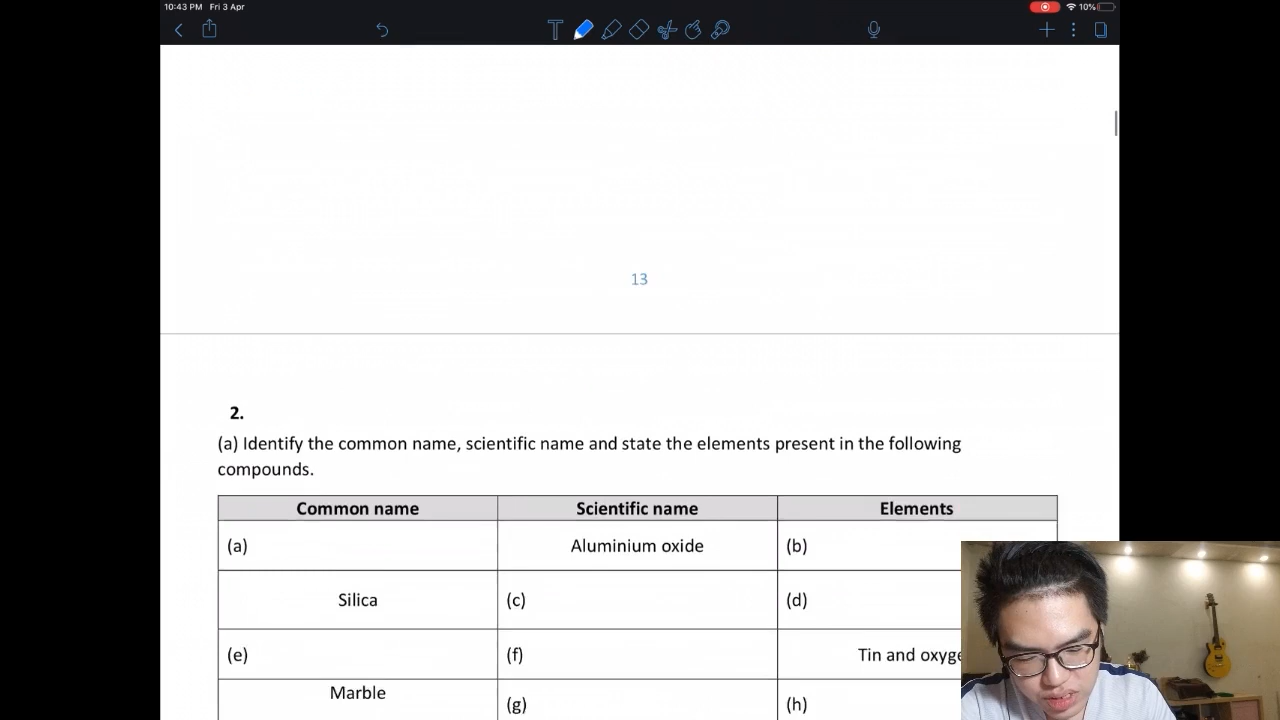 10:43 PM Fri 3 Apr
10%
T
13
2.
(a) Identify the common name, scientific name and state the elements present in the following
compounds.
Common name Scientific name Elements
(a) Aluminium oxide (b)
Silica (c) (d)
(e) (f) Tin and
Marble
(g) (h)